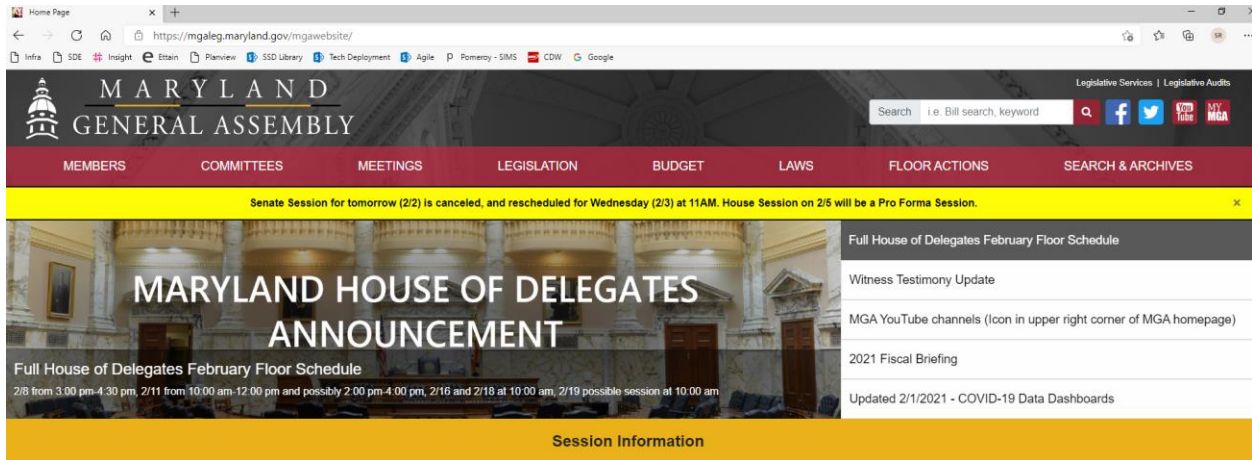 Home Page
https://mgaleg.maryland.gov/mgawebsite/
SR
Infra SDE Insight Ettain Planview SSD Library Tech Deployment Agile Pomeroy - SIMS CDW Google
MARYLAND
GENERAL ASSEMBLY
Legislative Services | Legislative Audits
Search i.e. Bill search, keyword
You Tube
MY MGA
MEMBERS COMMITTEES MEETINGS LEGISLATION BUDGET LAWS FLOOR ACTIONS SEARCH & ARCHIVES
Senate Session for tomorrow (2/2) is canceled, and rescheduled for Wednesday (2/3) at 11AM. House Session on 2/5 will be a Pro Forma Session.
MARYLAND HOUSE OF DELEGATES
ANNOUNCEMENT
Full House of Delegates February Floor Schedule
2/8 from 3:00 pm-4:30 pm, 2/11 from 10:00 am-12:00 pm and possibly 2:00 pm-4:00 pm, 2/16 and 2/18 at 10:00 am, 2/19 possible session at 10:00 am
Full House of Delegates February Floor Schedule
Witness Testimony Update
MGA YouTube channels (Icon in upper right corner of MGA homepage)
2021 Fiscal Briefing
Updated 2/1/2021 - COVID-19 Data Dashboards
Session Information